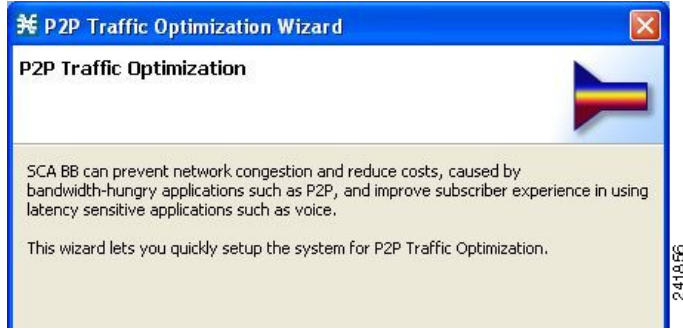 P2P Traffic Optimization Wizard
P2P Traffic Optimization
SCA BB can prevent network congestion and reduce costs, caused by
bandwidth-hungry applications such as P2P, and improve subscriber experience in using
latency sensitive applications such as voice.
This wizard lets you quickly setup the system for P2P Traffic Optimization.
241856